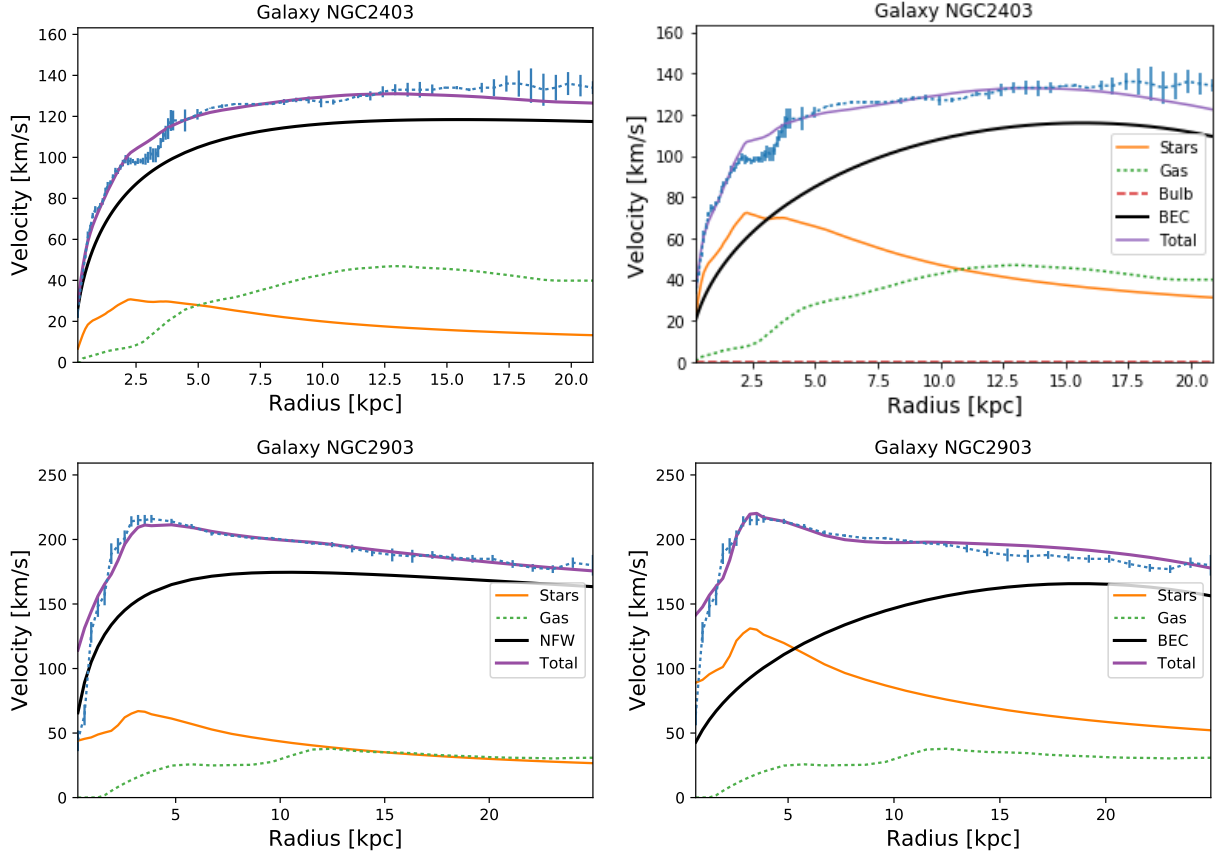 Galaxy NGC2403
160
140
120
100
80
60
40
20
0
Velocity [km/s]
2.5 5.0 7.5 10.0 12.5 15.0 17.5 20.0
Radius [kpc]
Galaxy NGC2403
160
140
120
100
80
60
40
20
0
Velocity [km/s]
Stars
Gas
Bulb
BEC
Total
2.5 5.0 7.5 10.0 12.5 15.0 17.5 20.0
Radius [kpc]
Galaxy NGC2903
250
200
150
100
50
0
Velocity [km/s]
Stars
Gas
NFW
Total
5 10 15 20
Radius [kpc]
Galaxy NGC2903
250
200
150
100
50
0
Velocity [km/s]
Stars
Gas
BEC
Total
5 10 15 20
Radius [kpc]